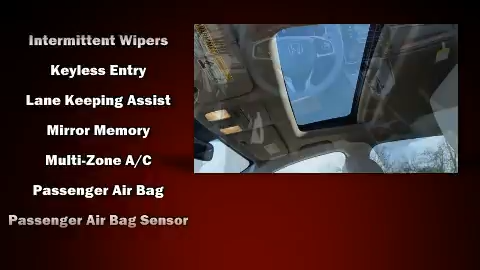 Intermittent Wipers
Keyless Entry
Lane Keeping Assist
Mirror Memory
Multi-Zone A/C
Passenger Air Bag
Passenger Air Bag Sensor